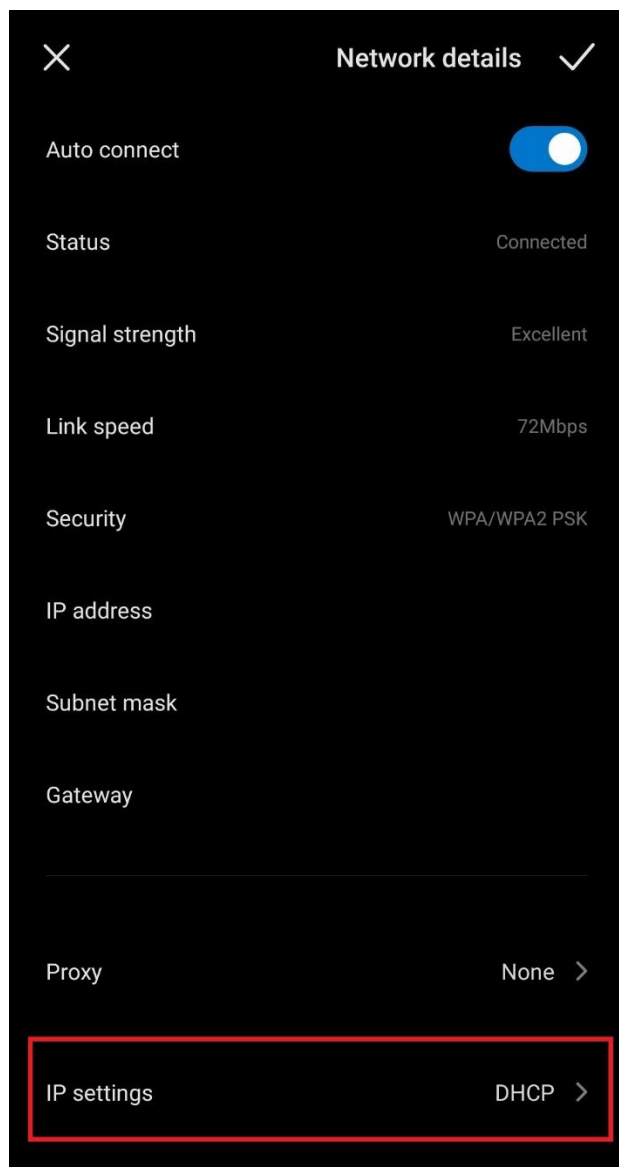 Network details
Auto connect
Status Connected
Signal strength Excellent
Link speed 72Mbps
Security WPA/WPA2 PSK
IP address
Subnet mask
Gateway
Proxy None
IP settings DHCP